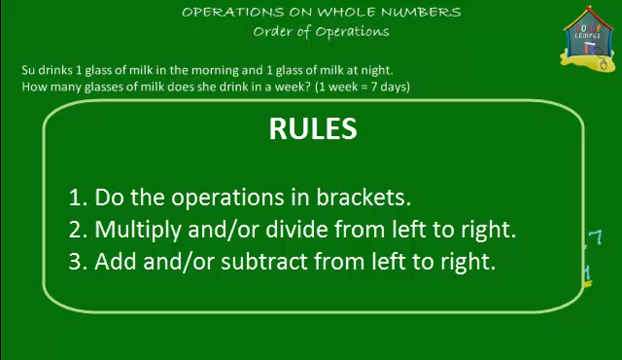 OPERATIONS ON WHOLE NUMBERS
Order of Operations
Su drinks 1 glass of milk in the morning and 1 glass of milk at night.
How many glasses of milk does she drink in a week? (1 week = 7 days)
RULES
1. Do the operations in brackets.
2. Multiply and/or divide from left to right.
3. Add and/or subtract from left to right.
7